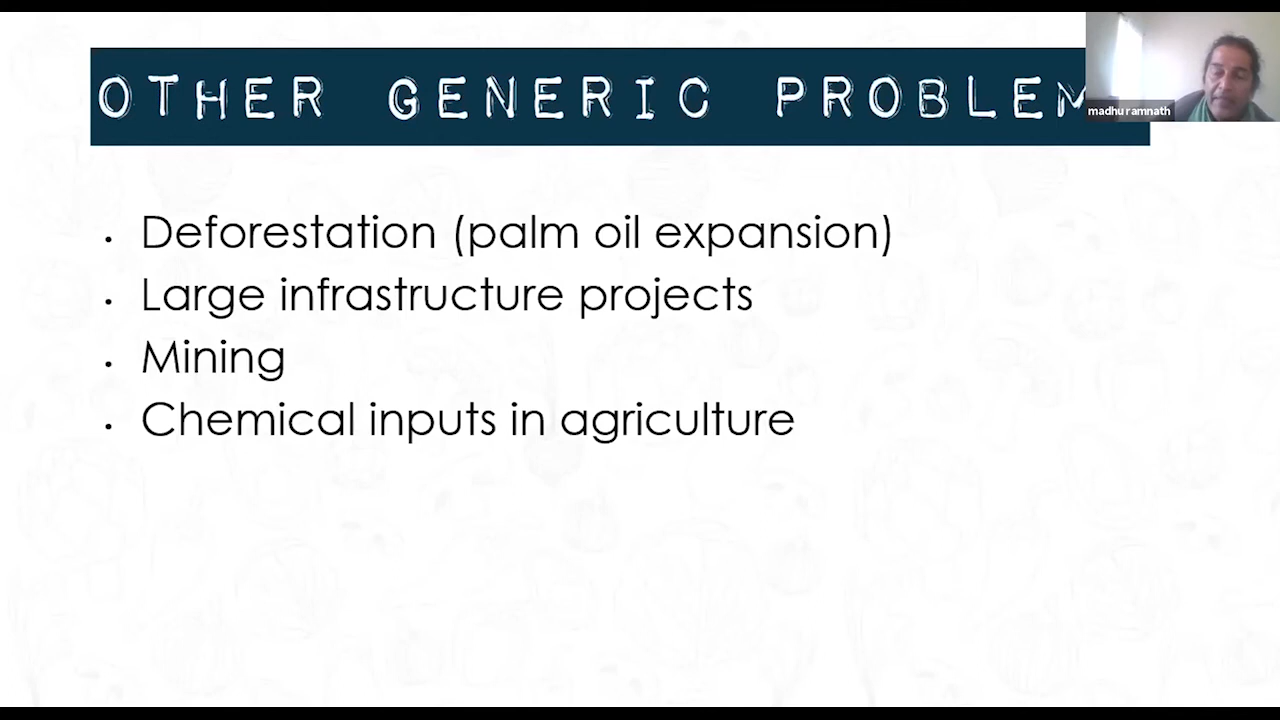 OTHER GENERIC PROBLEM
madhu ramnath
• Deforestation (palm oil expansion)
• Large infrastructure projects
• Mining
• Chemical inputs in agriculture